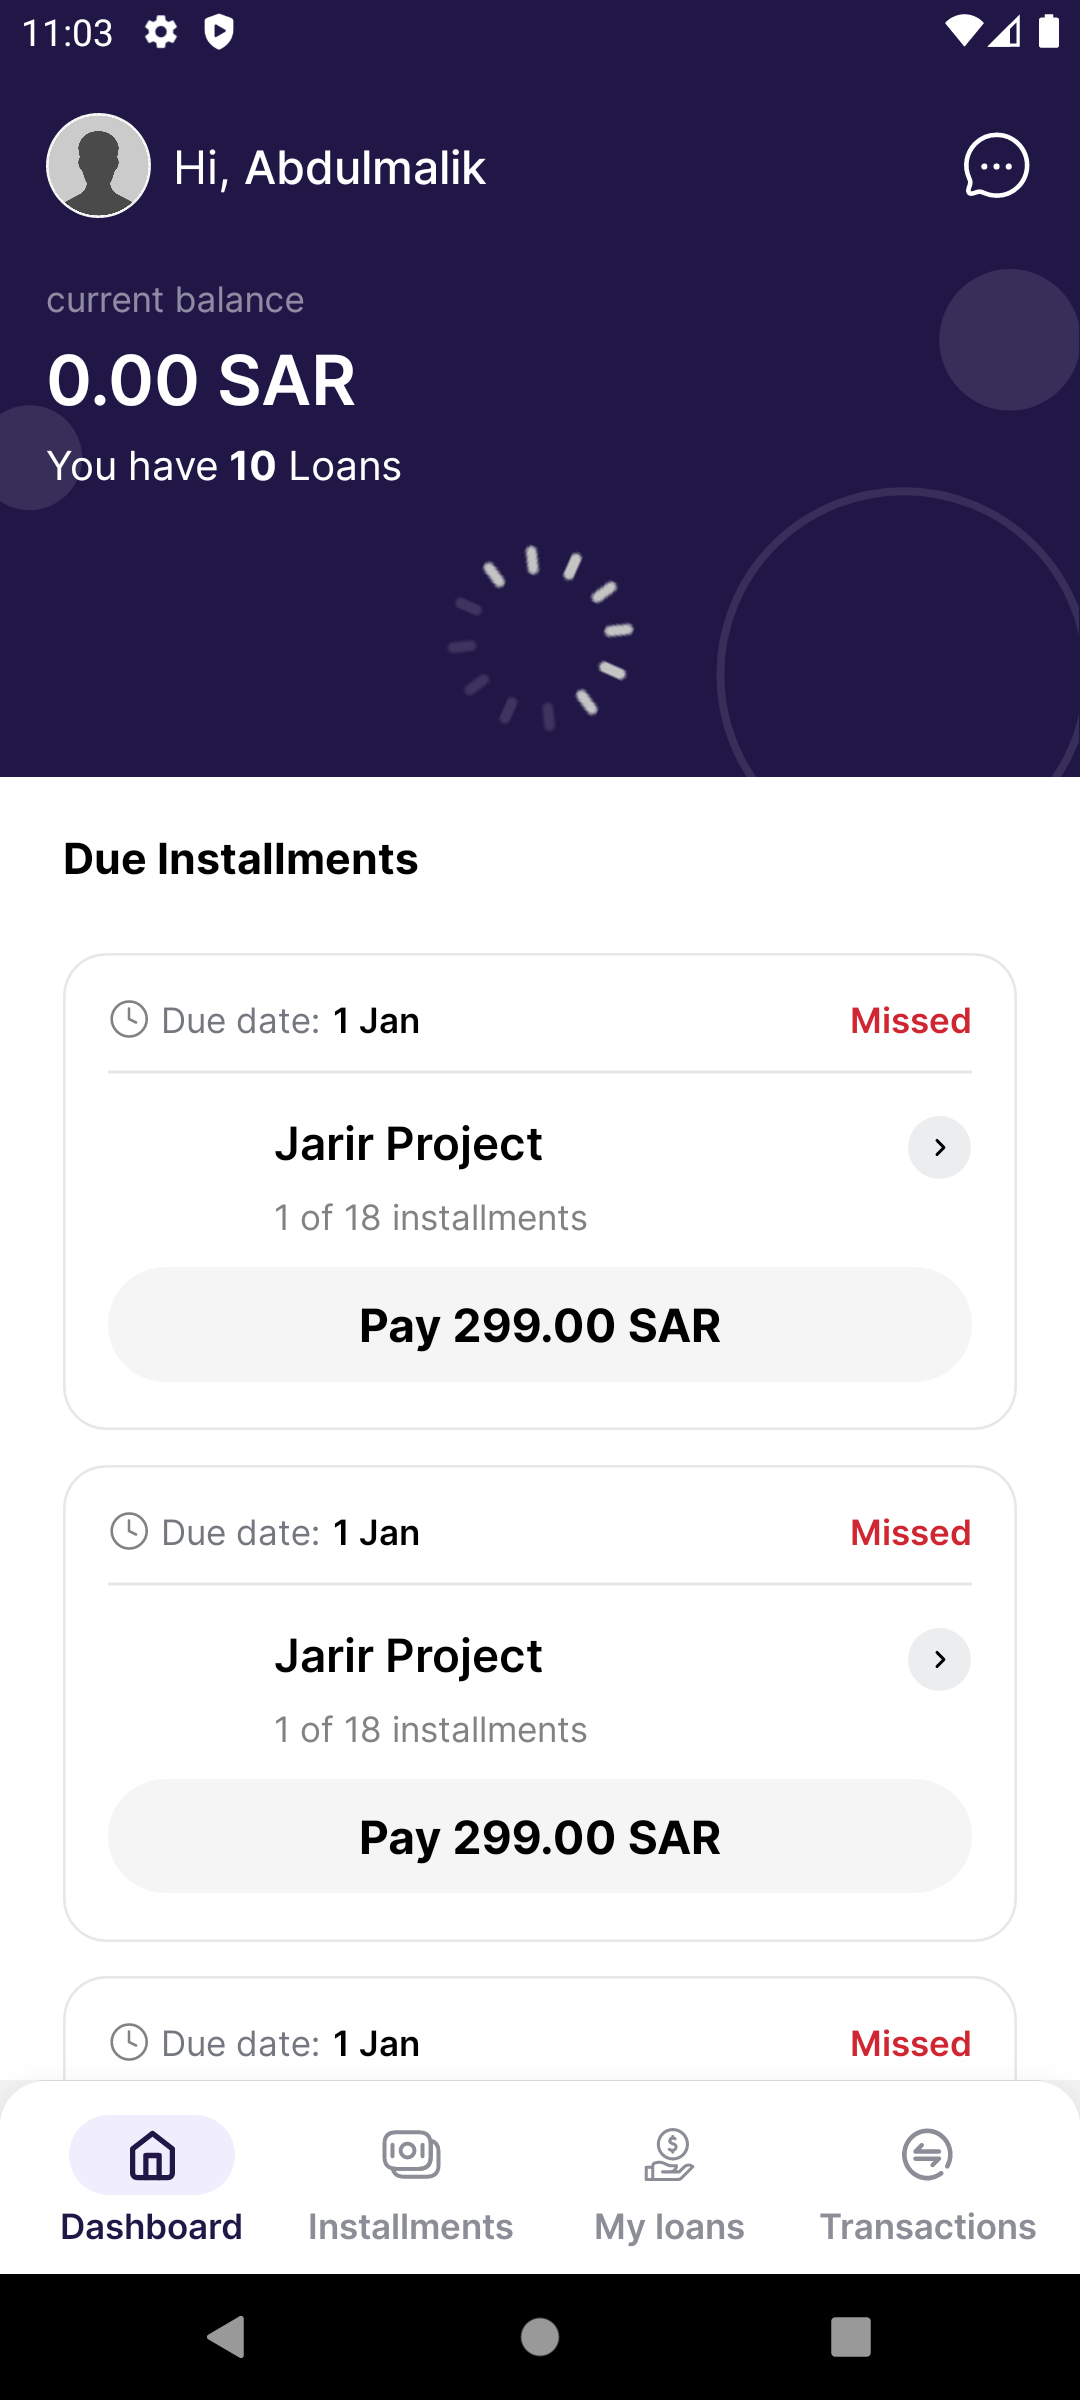 11:03
Hi, Abdulmalik
current balance
0.00 SAR
You have 10 Loans
Due Installments
Due date: 1 Jan Missed
Jarir Project
1 of 18 installments
Pay 299.00 SAR
Due date: 1 Jan Missed
Jarir Project
1 of 18 installments
Pay 299.00 SAR
Due date: 1 Jan Missed
Dashboard Installments My loans Transactions